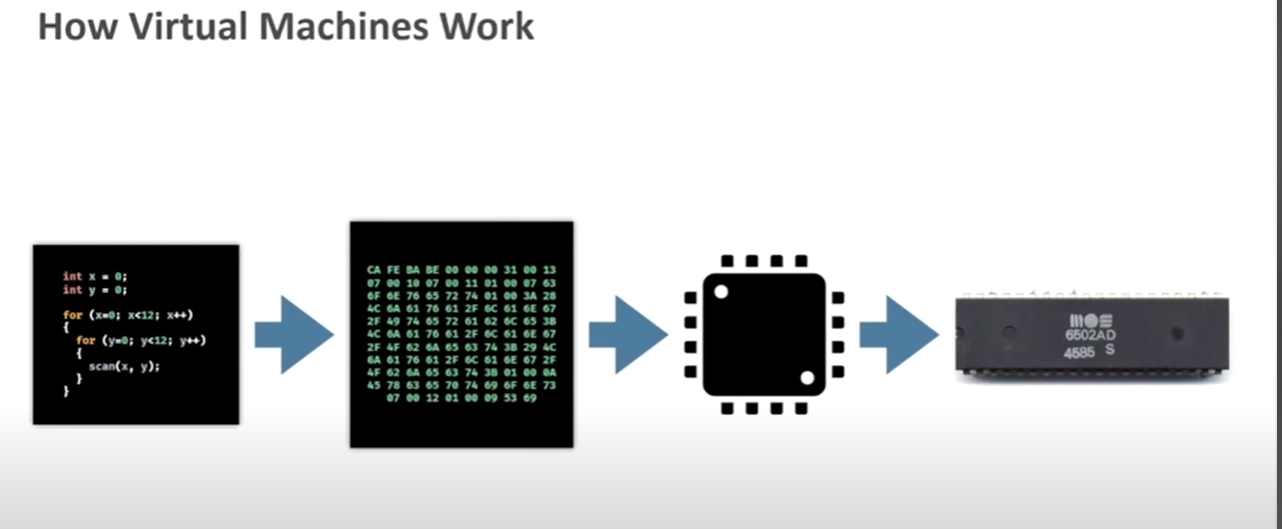 How Virtual Machines Work
int x = 0;
int y = 0;
for (x=0; x<12; x++)
{
for (y=0; y<12; y++)
{
scan(x, y);
}
}
CA FE BA BE 00 00 00 31 00 13
07 00 10 07 00 11 01 00 07 63
6F 6E 76 65 72 74 01 00 3A 28
4C 6A 61 76 61 2F 6C 61 6E 67
2F 49 74 65 72 61 62 6C 65 3B
4C 6A 61 76 61 2F 6C 61 6E 67
2F 4F 62 6A 65 63 74 3B 29 4C
6A 61 76 61 2F 6C 61 6E 67 2F
4F 62 6A 65 63 74 3B 01 00 0A
45 78 63 65 70 74 69 6F 6E 73
07 00 12 01 00 09 53 69
MOS
6502AD
4585 S